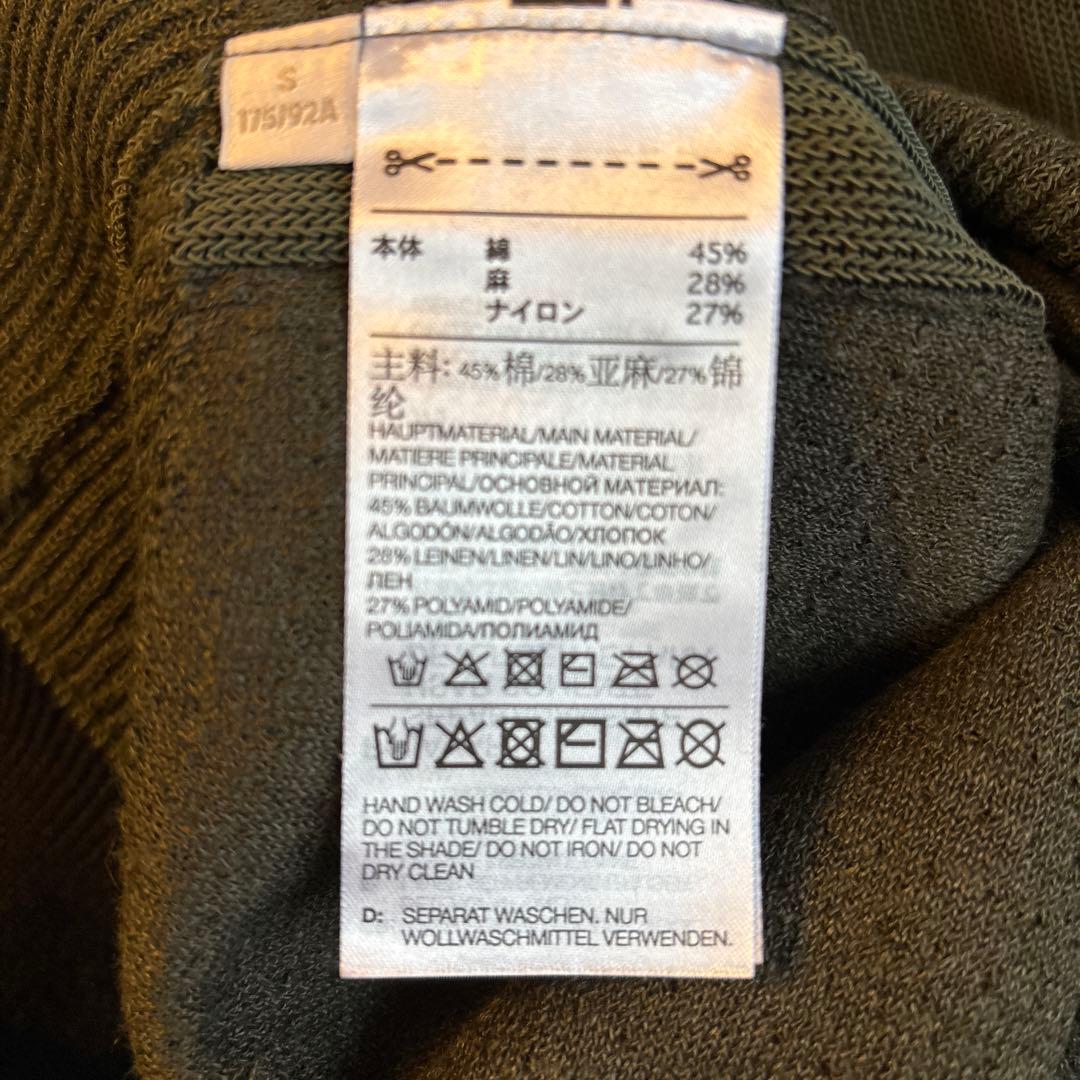 S
175/92A
本体 綿 45%
麻 28%
ナイロン 27%
主料: 45%棉/28%亚麻/27%锦
纶
HAUPTMATERIAL/MAIN MATERIAL/
MATIERE PRINCIPALE/MATERIAL
PRINCIPAL/ОСНОВНОЙ МАТЕРИАЛ:
45% BAUMWOLLE/COTTON/COTON/
ALGODÓN/ALGODÃO/ХЛОПОК
28% LEINEN/LINEN/LIN/LINO/LINHO/
ЛЕН
27% POLYAMID/POLYAMIDE/
POLIAMIDA/ПОЛИАМИД
HAND WASH COLD/ DO NOT BLEACH/
DO NOT TUMBLE DRY/ FLAT DRYING IN
THE SHADE/ DO NOT IRON/ DO NOT
DRY CLEAN
D: SEPARAT WASCHEN. NUR
WOLLWASCHMITTEL VERWENDEN.